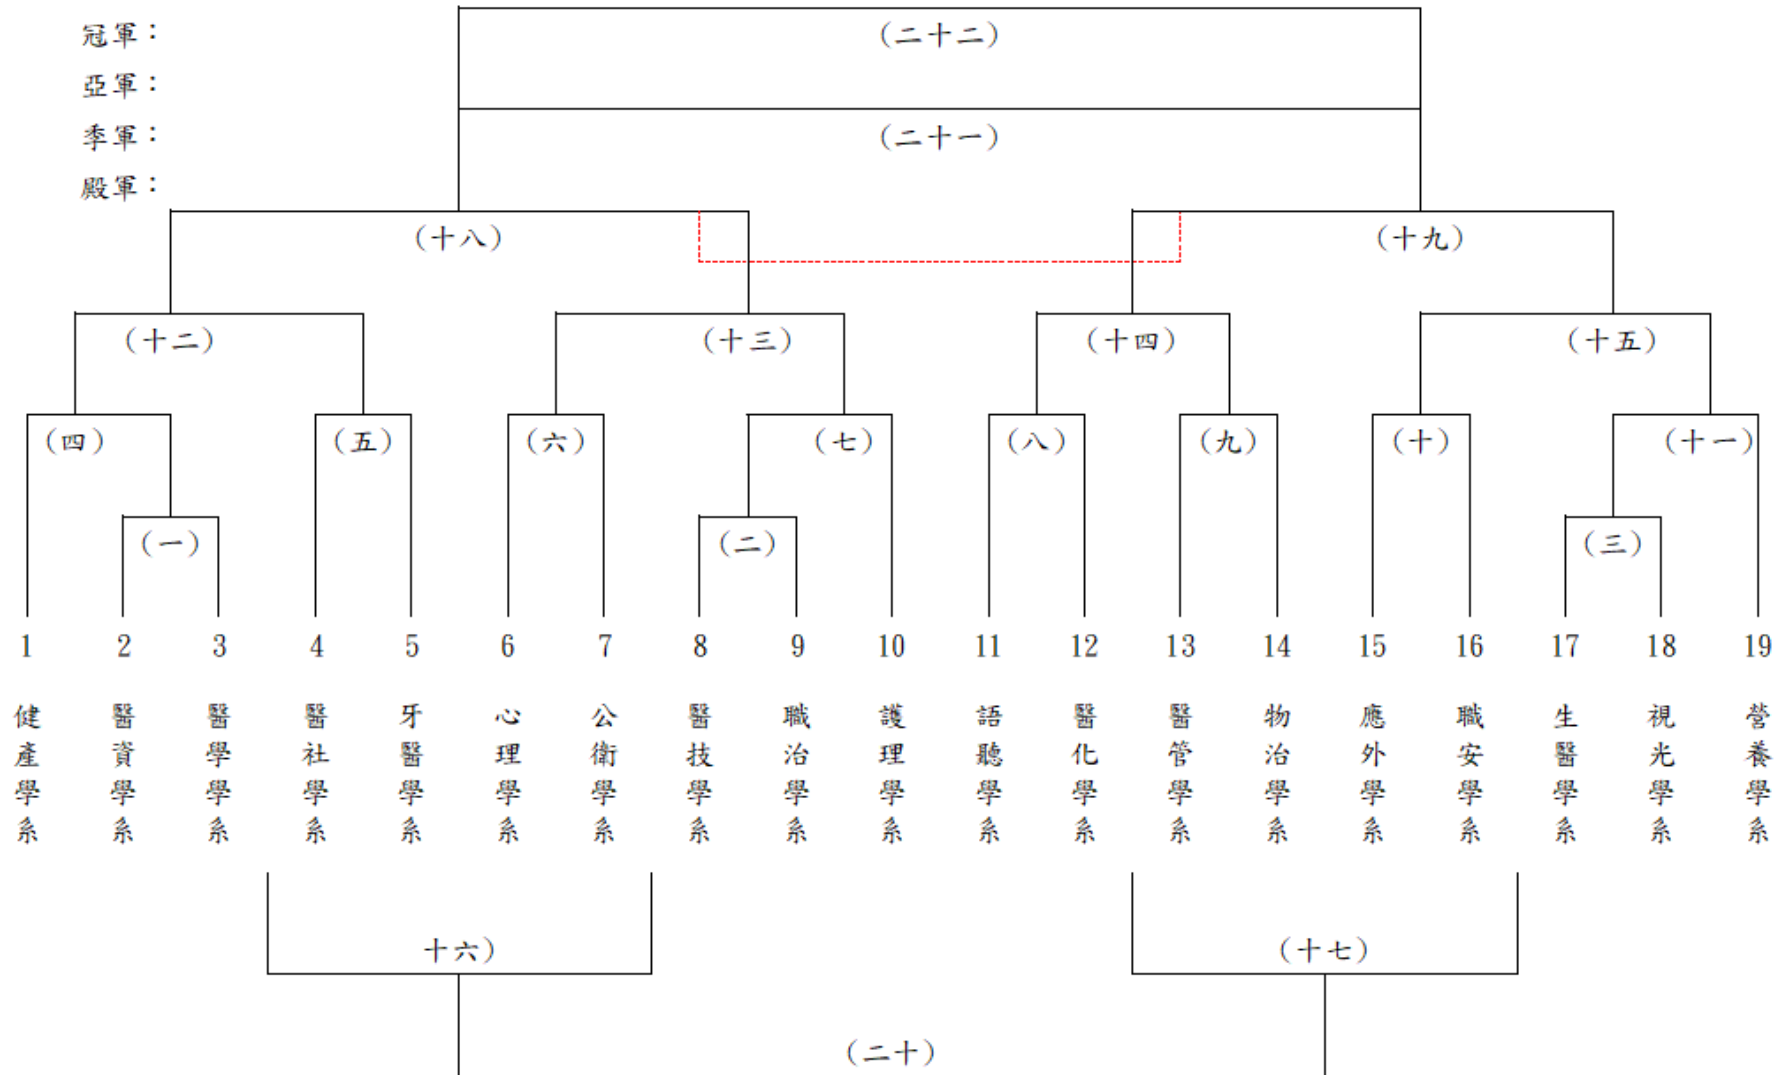 冠軍：
亞軍：
季軍：
殿軍：
（二十二）
（二十一）
（十八）
（十九）
（十二）
（十三）
（十四）
（十五）
（四）
（五）
（六）
（七）
（八）
（九）
（十）
（十一）
（一）
（二）
（三）
1 2 3 4 5 6 7 8 9 10 11 12 13 14 15 16 17 18 19
健產學系
醫資學系
醫學學系
醫社學系
牙醫學系
心理學系
公衛學系
醫技學系
職治學系
護理學系
語聽學系
醫化學系
醫管學系
物治學系
應外學系
職安學系
生醫學系
視光學系
營養學系
十六）
（十七）
（二十）